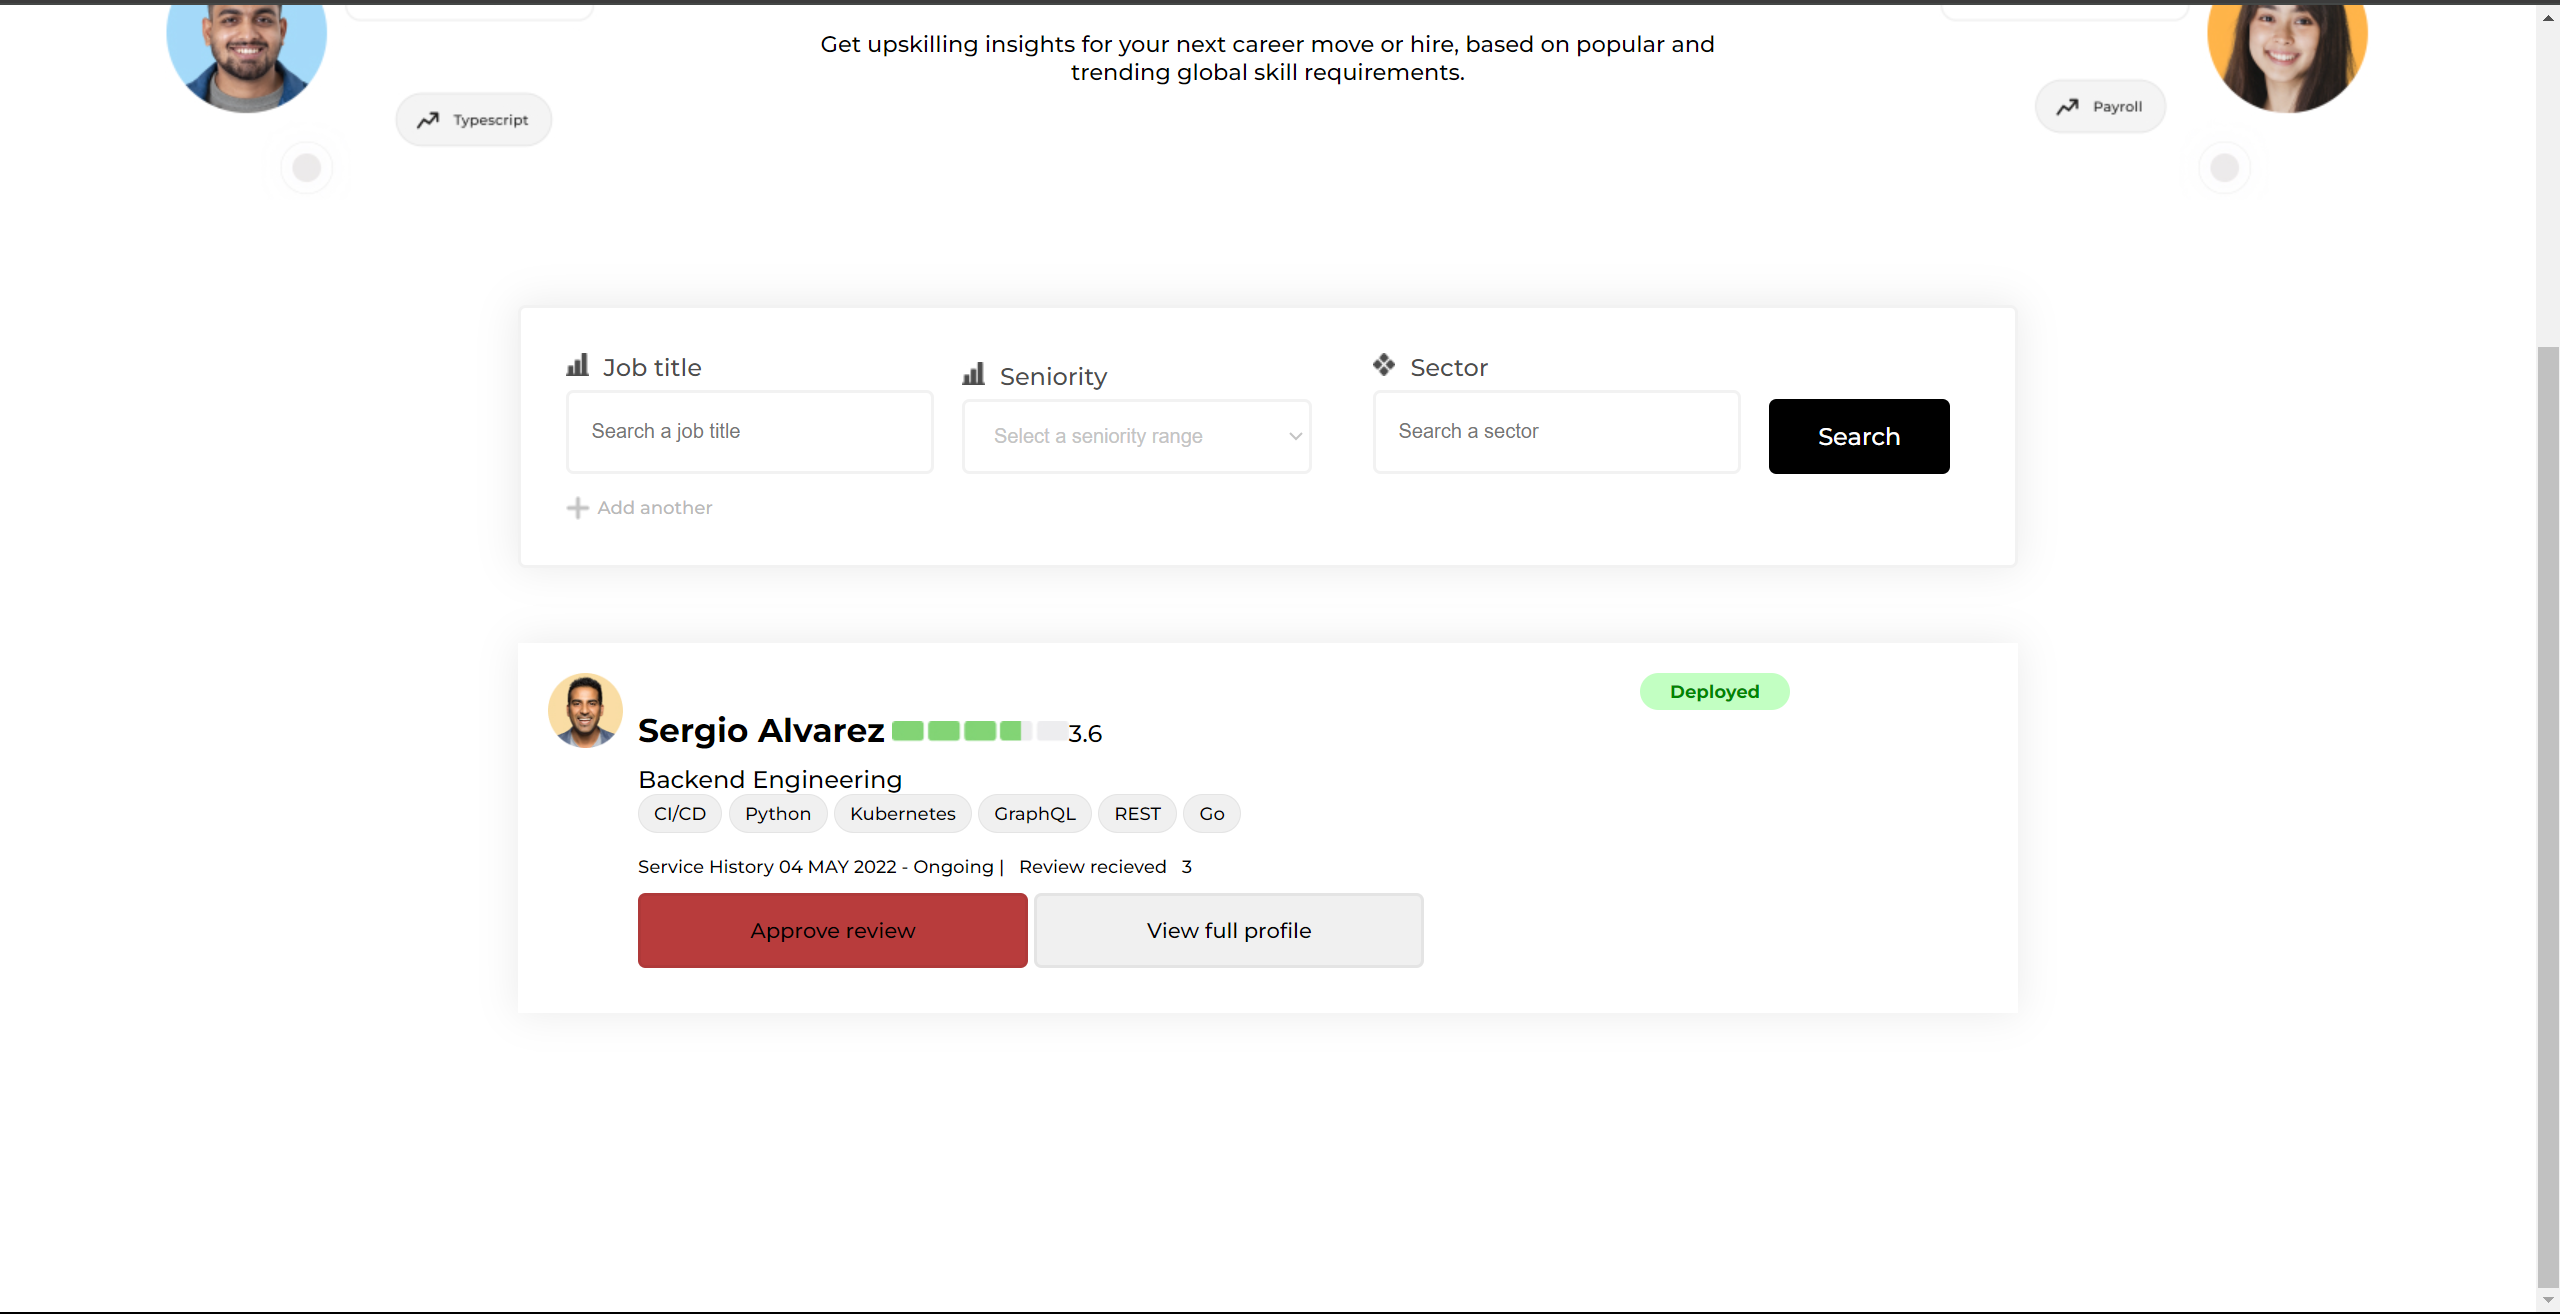 Get upskilling insights for your next career move or hire, based on popular and
trending global skill requirements.
Typescript
Payroll
Job title
Seniority
Sector
Search a job title
Select a seniority range
Search a sector
Search
Add another
Deployed
Sergio Alvarez 3.6
Backend Engineering
CI/CD Python Kubernetes GraphQL REST Go
Service History 04 MAY 2022 - Ongoing | Review recieved 3
Approve review
View full profile